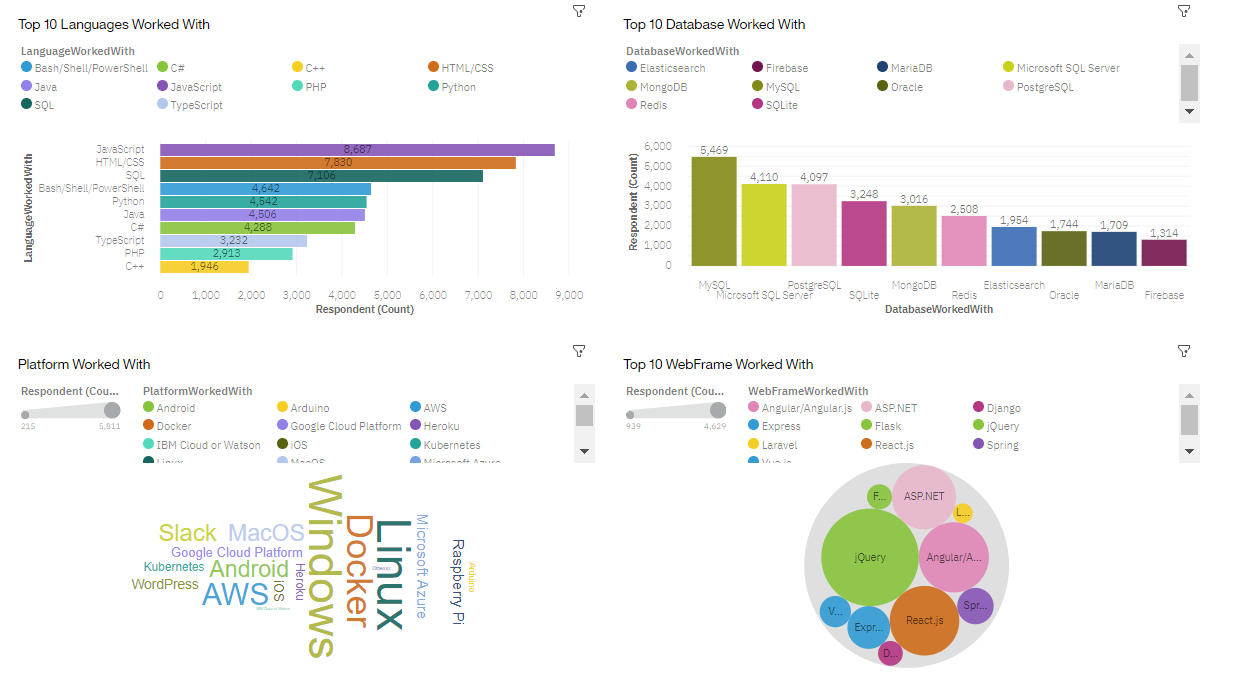 Top 10 Languages Worked With
LanguageWorkedWith
Bash/Shell/PowerShell C# C++ HTML/CSS
Java JavaScript PHP Python
SQL TypeScript
LanguageWorkedWith
JavaScript 8,687
HTML/CSS 7,830
SQL 7,106
Bash/Shell/PowerShell 4,642
Python 4,542
Java 4,506
C# 4,288
TypeScript 3,232
PHP 2,913
C++ 1,946
0 1,000 2,000 3,000 4,000 5,000 6,000 7,000 8,000 9,000
Respondent (Count)
Top 10 Database Worked With
DatabaseWorkedWith
Elasticsearch Firebase MariaDB Microsoft SQL Server
MongoDB MySQL Oracle PostgreSQL
Redis SQLite
Respondent (Count)
6,000
5,000
4,000
3,000
2,000
1,000
0
5,469 4,110 4,097 3,248 3,016 2,508 1,954 1,744 1,709 1,314
MySQL PostgreSQL MongoDB Elasticsearch MariaDB
Microsoft SQL Server SQLite Redis Oracle Firebase
DatabaseWorkedWith
Platform Worked With
Respondent (Cou...
215 5,811
PlatformWorkedWith
Android Arduino AWS
Docker Google Cloud Platform Heroku
IBM Cloud or Watson iOS Kubernetes
Linux MacOS Microsoft Azure
Slack MacOS
Google Cloud Platform
Kubernetes Android
WordPress AWS
iOS
Heroku
Windows
Docker
Linux
Microsoft Azure
Raspberry Pi
Arduino
IBM Cloud or Watson
Top 10 WebFrame Worked With
Respondent (Cou...
939 4,629
WebFrameWorkedWith
Angular/Angular.js ASP.NET Django
Express Flask jQuery
Laravel React.js Spring
Vue.js
F... ASP.NET
L...
jQuery Angular/A...
V... Expr... React.js Spr...
D...